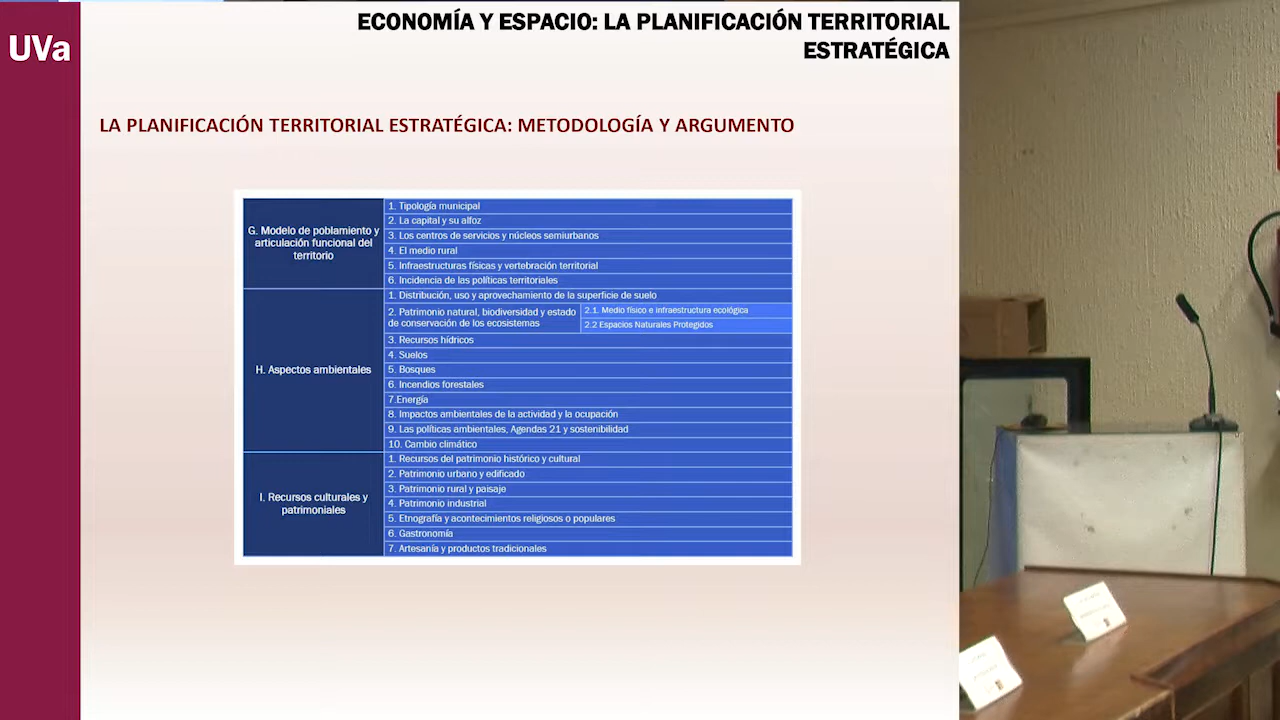 UVa
ECONOMÍA Y ESPACIO: LA PLANIFICACIÓN TERRITORIAL
ESTRATÉGICA
LA PLANIFICACIÓN TERRITORIAL ESTRATÉGICA: METODOLOGÍA Y ARGUMENTO
G. Modelo de poblamiento y
articulación funcional del
territorio
1. Tipología municipal
2. La capital y su alfoz
3. Los centros de servicios y núcleos semiurbanos
4. El medio rural
5. Infraestructuras físicas y vertebración territorial
6. Incidencia de las políticas territoriales
H. Aspectos ambientales
1. Distribución, uso y aprovechamiento de la superficie de suelo
2. Patrimonio natural, biodiversidad y estado
de conservación de los ecosistemas
2.1. Medio físico e infraestructura ecológica
2.2 Espacios Naturales Protegidos
3. Recursos hídricos
4. Suelos
5. Bosques
6. Incendios forestales
7.Energía
8. Impactos ambientales de la actividad y la ocupación
9. Las políticas ambientales, Agendas 21 y sostenibilidad
10. Cambio climático
I. Recursos culturales y
patrimoniales
1. Recursos del patrimonio histórico y cultural
2. Patrimonio urbano y edificado
3. Patrimonio rural y paisaje
4. Patrimonio industrial
5. Etnografía y acontecimientos religiosos o populares
6. Gastronomía
7. Artesanía y productos tradicionales